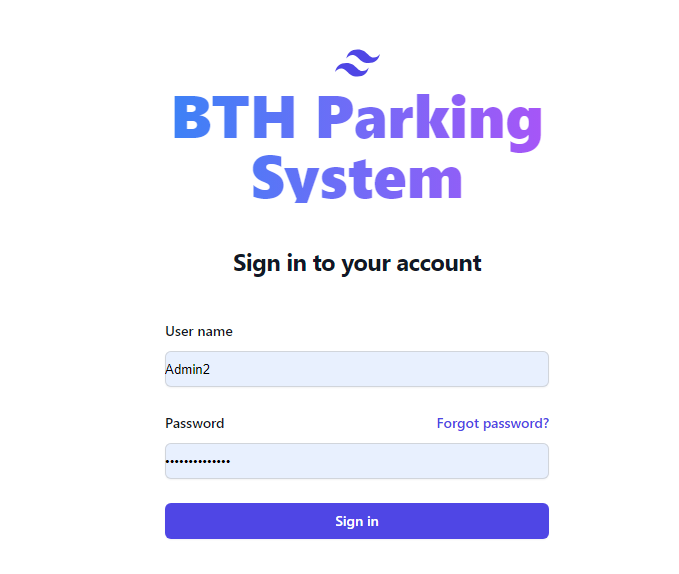 BTH Parking
System
Sign in to your account
User name
Admin2
Password
Forgot password?
••••••••••••••
Sign in